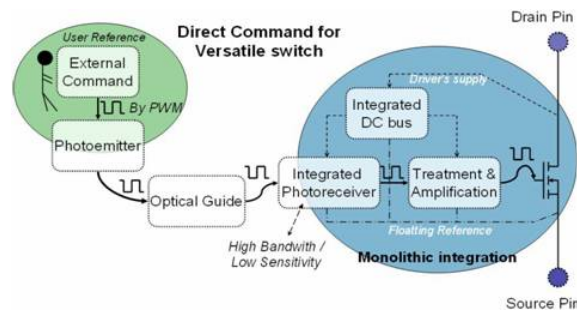 Direct Command for
Versatile switch
Drain Pin
User Reference
External
Command
By PWM
Photoemitter
Optical Guide
Driver's supply
Integrated
DC bus
Integrated
Photoreceiver
Treatment &
Amplification
High Bandwith /
Low Sensitivity
Floatting Reference
Monolithic integration
Source Pin